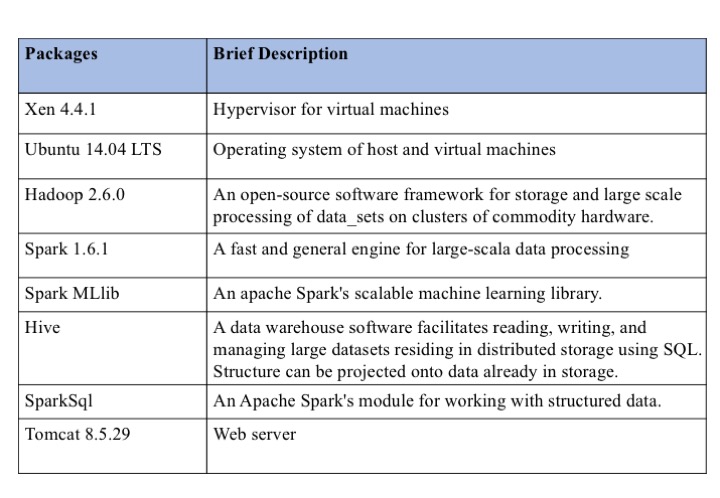 Packages Brief Description
Xen 4.4.1 Hypervisor for virtual machines
Ubuntu 14.04 LTS Operating system of host and virtual machines
Hadoop 2.6.0 An open-source software framework for storage and large scale
processing of data_sets on clusters of commodity hardware.
Spark 1.6.1 A fast and general engine for large-scala data processing
Spark MLlib An apache Spark's scalable machine learning library.
Hive A data warehouse software facilitates reading, writing, and
managing large datasets residing in distributed storage using SQL.
Structure can be projected onto data already in storage.
SparkSql An Apache Spark's module for working with structured data.
Tomcat 8.5.29 Web server